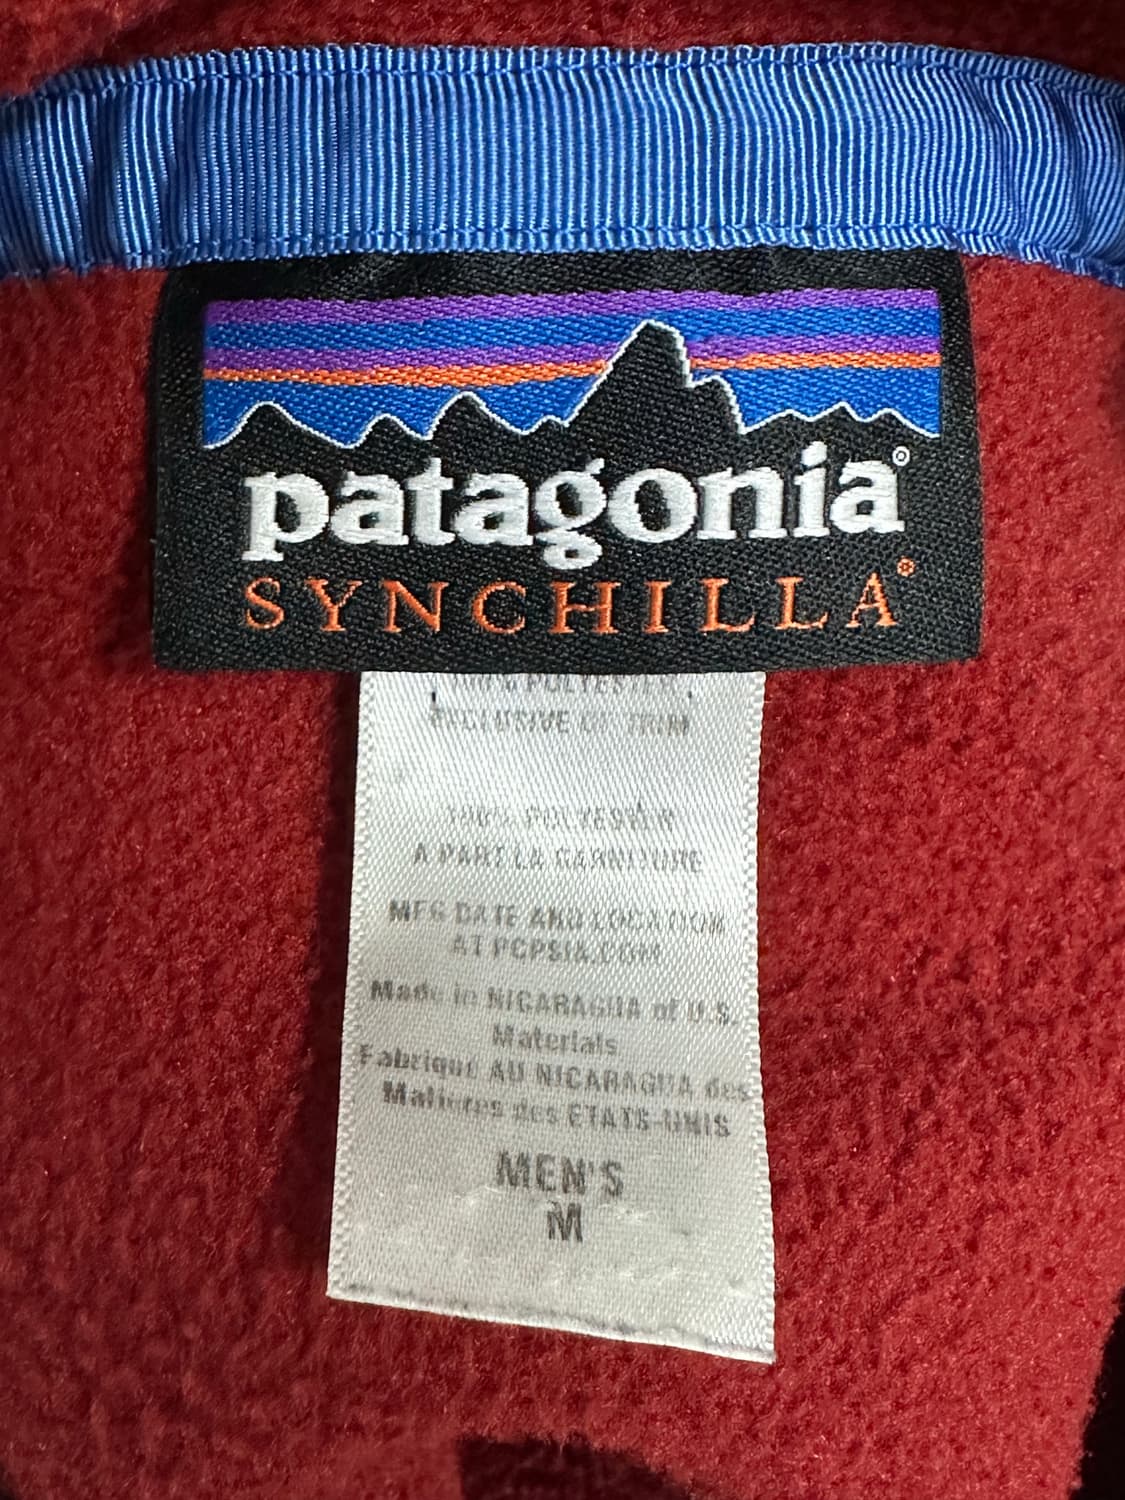 patagonia®
SYNCHILLA®
100% POLYESTER,
EXCLUSIVE OF TRIM
100% POLYESTER
A PART LA GARNITURE
MFG DATE AND LOCATION
AT PCPSIA.COM
Made in NICARAGUA of U.S.
Materials
Fabriqué AU NICARAGUA des
Matières des ETATS-UNIS
MEN'S
M